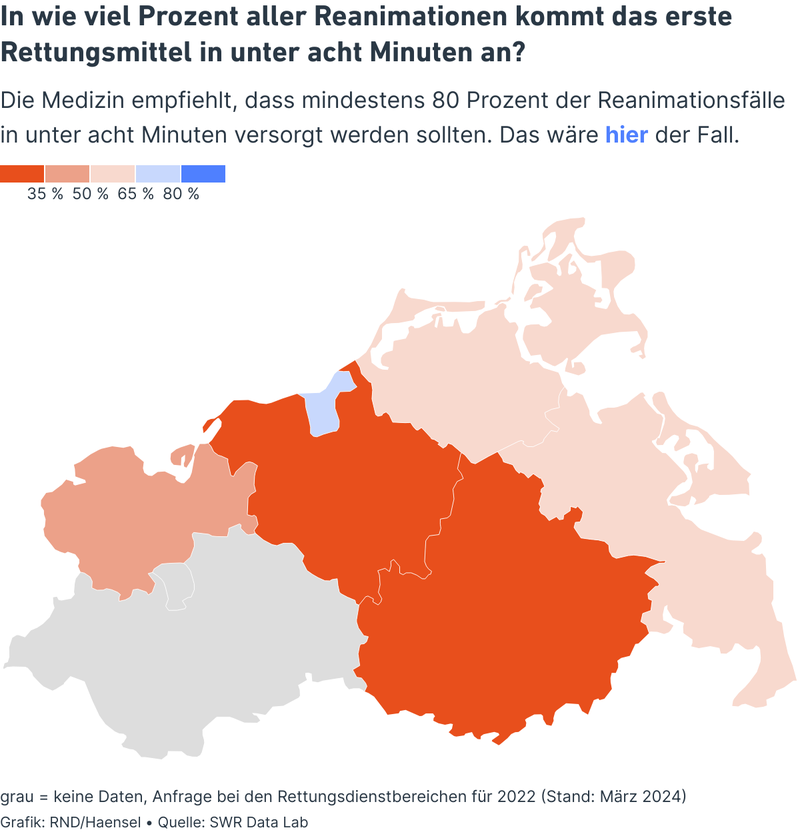 In wie viel Prozent aller Reanimationen kommt das erste
Rettungsmittel in unter acht Minuten an?
Die Medizin empfiehlt, dass mindestens 80 Prozent der Reanimationsfälle
in unter acht Minuten versorgt werden sollten. Das wäre hier der Fall.
35 % 50 % 65 % 80 %
grau = keine Daten, Anfrage bei den Rettungsdienstbereichen für 2022 (Stand: März 2024)
Grafik: RND/Haensel • Quelle: SWR Data Lab